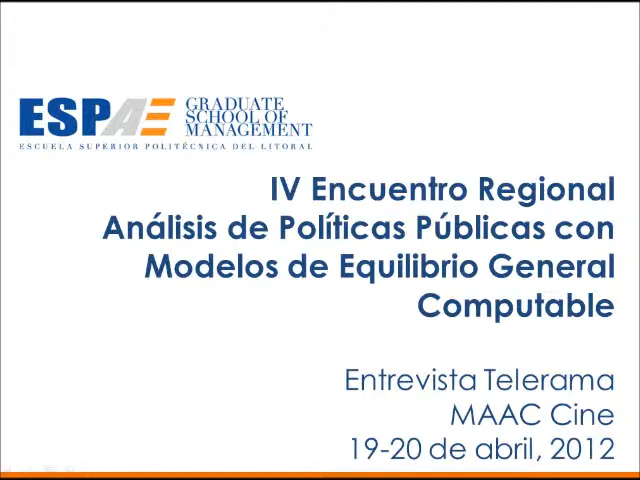 ESPAE
GRADUATE
SCHOOL OF
MANAGEMENT
ESCUELA SUPERIOR POLITÉCNICA DEL LITORAL
IV Encuentro Regional
Análisis de Políticas Públicas con
Modelos de Equilibrio General
Computable
Entrevista Telerama
MAAC Cine
19-20 de abril, 2012